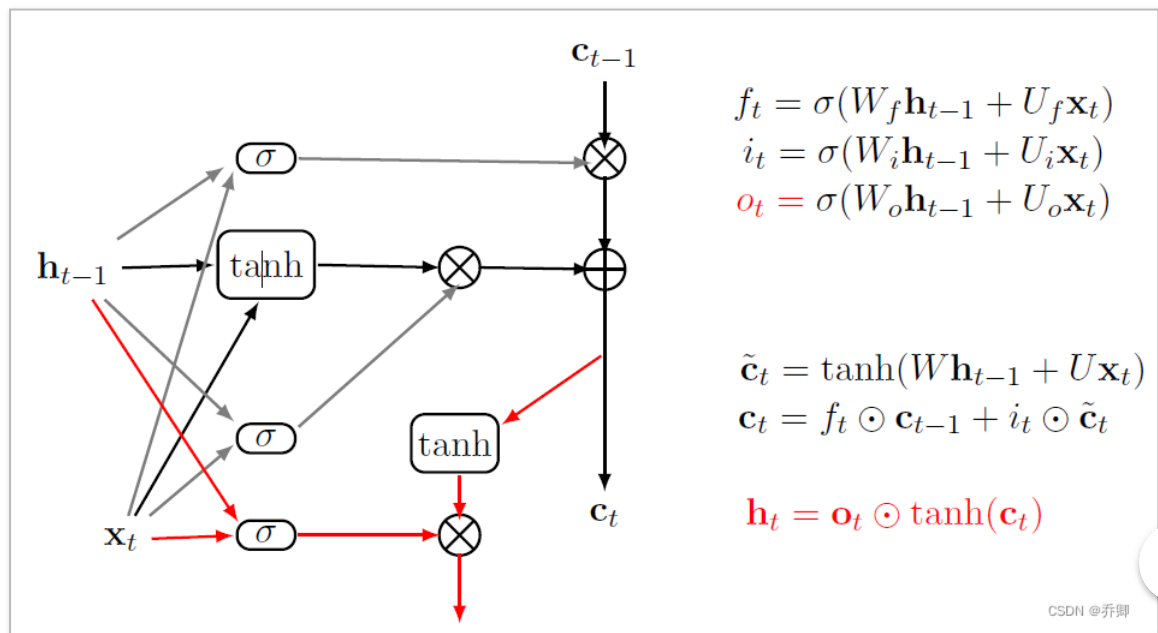 c_{t−1}
f_t = σ(W_f h_{t−1} + U_f x_t)
i_t = σ(W_i h_{t−1} + U_i x_t)
o_t = σ(W_o h_{t−1} + U_o x_t)
σ
h_{t−1}
tanh
c̃_t = tanh(W h_{t−1} + U x_t)
c_t = f_t ⊙ c_{t−1} + i_t ⊙ c̃_t
σ
tanh
c_t
h_t = o_t ⊙ tanh(c_t)
x_t
σ
CSDN @乔卿